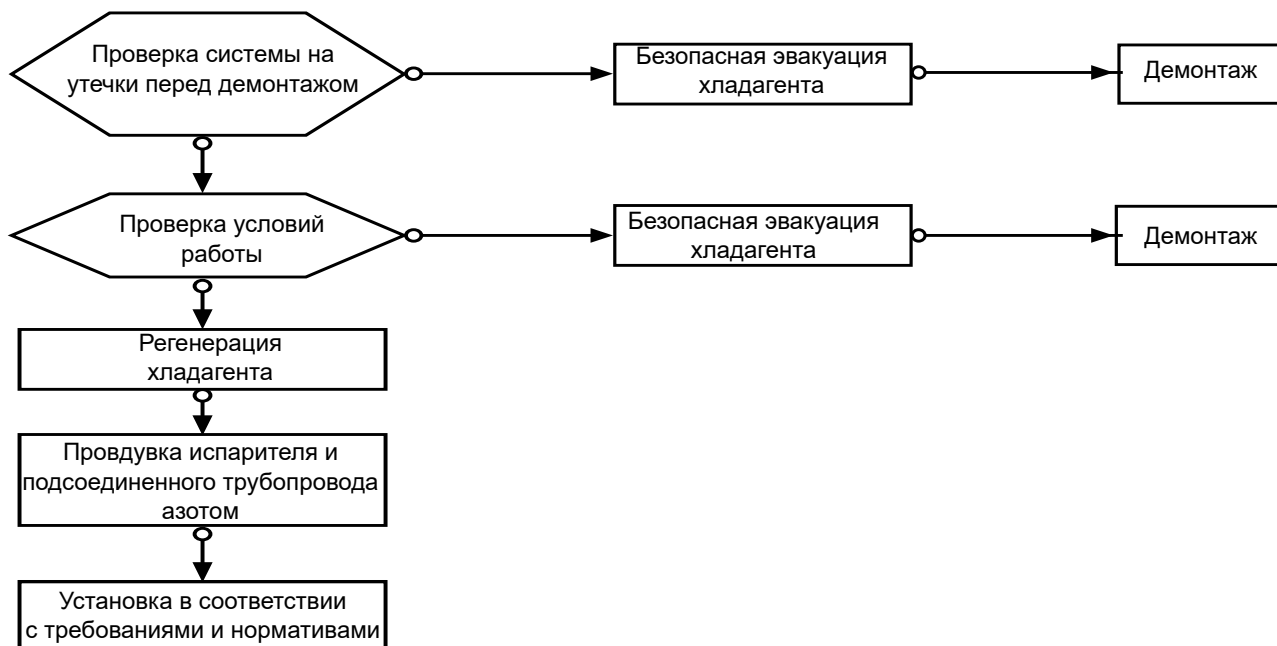 Проверка системы на
утечки перед демонтажом
Безопасная эвакуация
хладагента
Демонтаж
Проверка условий
работы
Безопасная эвакуация
хладагента
Демонтаж
Регенерация
хладагента
Провдувка испарителя и
подсоединенного трубопровода
азотом
Установка в соответствии
с требованиями и нормативами